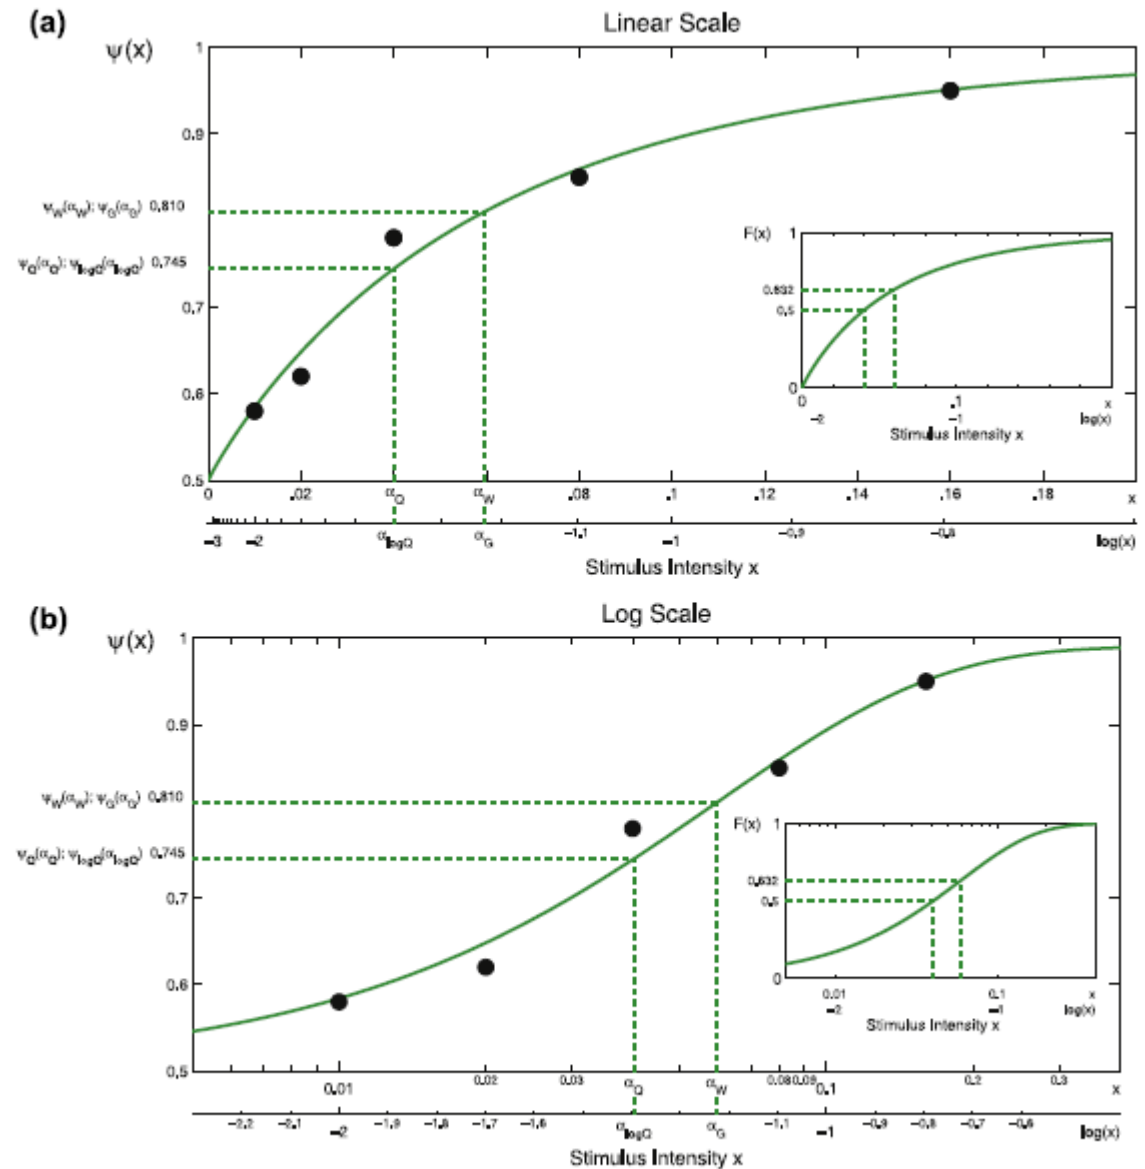 (a)
Linear Scale
ψ(x)
1
0.9
ψW(αW); ψG(αG) 0.810
ψQ(αQ); ψlogQ(αlogQ) 0.745
0.7
0.6
0.5
0 .02 αQ αW .08 .1 .12 .14 .16 .18 x
−3 −2 αlogQ αG −1.1 −1 −0.9 −0.8 log(x)
Stimulus Intensity x
F(x)
1
0.632
0.5
0
0 .1 x
−2 −1 log(x)
Stimulus Intensity x
(b)
Log Scale
ψ(x)
1
0.9
ψW(αW); ψG(αG) 0.810
ψQ(αQ); ψlogQ(αlogQ) 0.745
0.7
0.6
0.5
0.01 0.02 0.03 αQ αW 0.08 0.09 0.1 0.2 0.3 x
−2.2 −2.1 −2 −1.9 −1.8 −1.7 −1.6 αlogQ αG −1.1 −1 −0.9 −0.8 −0.7 −0.6 log(x)
Stimulus Intensity x
F(x)
1
0.632
0.5
0
0.01 0.1 x
−2 −1 log(x)
Stimulus Intensity x